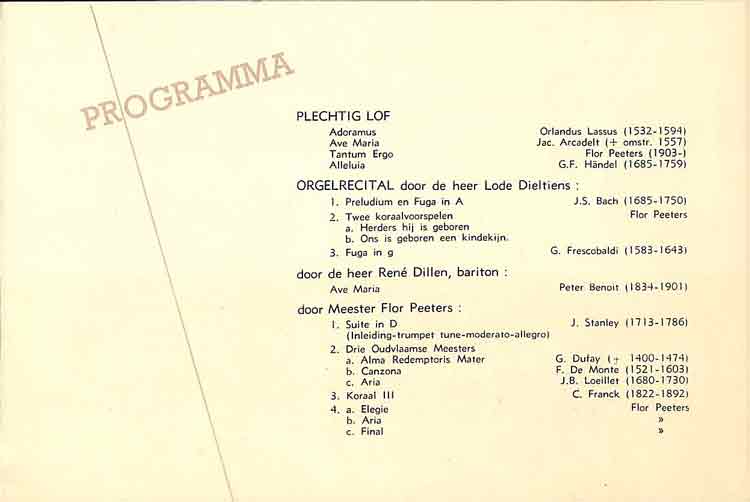 PROGRAMMA
PLECHTIG LOF
Adoramus Orlandus Lassus (1532-1594)
Ave Maria Jac. Arcadelt (+ omstr. 1557)
Tantum Ergo Flor Peeters (1903-)
Alleluia G.F. Händel (1685-1759)
ORGELRECITAL door de heer Lode Dieltiens :
1. Preludium en Fuga in A J.S. Bach (1685-1750)
2. Twee koraalvoorspelen Flor Peeters
a. Herders hij is geboren
b. Ons is geboren een kindekijn.
3. Fuga in g G. Frescobaldi (1583-1643)
door de heer René Dillen, bariton :
Ave Maria Peter Benoit (1834-1901)
door Meester Flor Peeters :
1. Suite in D J. Stanley (1713-1786)
(Inleiding-trumpet tune-moderato-allegro)
2. Drie Oudvlaamse Meesters
a. Alma Redemptoris Mater G. Dufay (+ 1400-1474)
b. Canzona F. De Monte (1521-1603)
c. Aria J.B. Loeillet (1680-1730)
3. Koraal III C. Franck (1822-1892)
4. a. Elegie Flor Peeters
b. Aria »
c. Final »